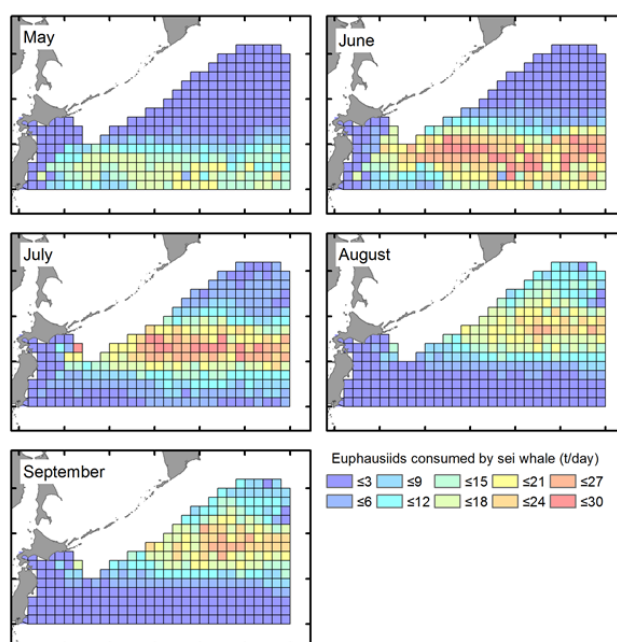 May
June
July
August
September
Euphausiids consumed by sei whale (t/day)
≤3 ≤9 ≤15 ≤21 ≤27
≤6 ≤12 ≤18 ≤24 ≤30